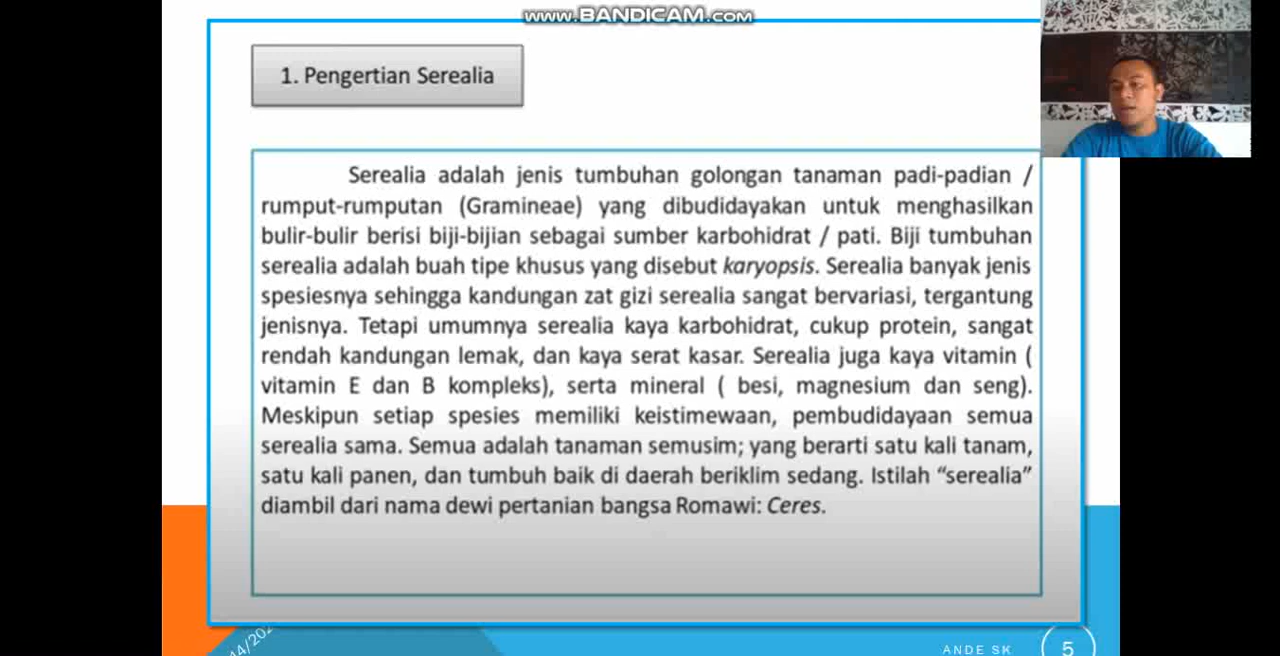 www.BANDICAM.com
1. Pengertian Serealia
Serealia adalah jenis tumbuhan golongan tanaman padi-padian /
rumput-rumputan (Gramineae) yang dibudidayakan untuk menghasilkan
bulir-bulir berisi biji-bijian sebagai sumber karbohidrat / pati. Biji tumbuhan
serealia adalah buah tipe khusus yang disebut karyopsis. Serealia banyak jenis
spesiesnya sehingga kandungan zat gizi serealia sangat bervariasi, tergantung
jenisnya. Tetapi umumnya serealia kaya karbohidrat, cukup protein, sangat
rendah kandungan lemak, dan kaya serat kasar. Serealia juga kaya vitamin (
vitamin E dan B kompleks), serta mineral ( besi, magnesium dan seng).
Meskipun setiap spesies memiliki keistimewaan, pembudidayaan semua
serealia sama. Semua adalah tanaman semusim; yang berarti satu kali tanam,
satu kali panen, dan tumbuh baik di daerah beriklim sedang. Istilah “serealia”
diambil dari nama dewi pertanian bangsa Romawi: Ceres.
ANDE SK
5